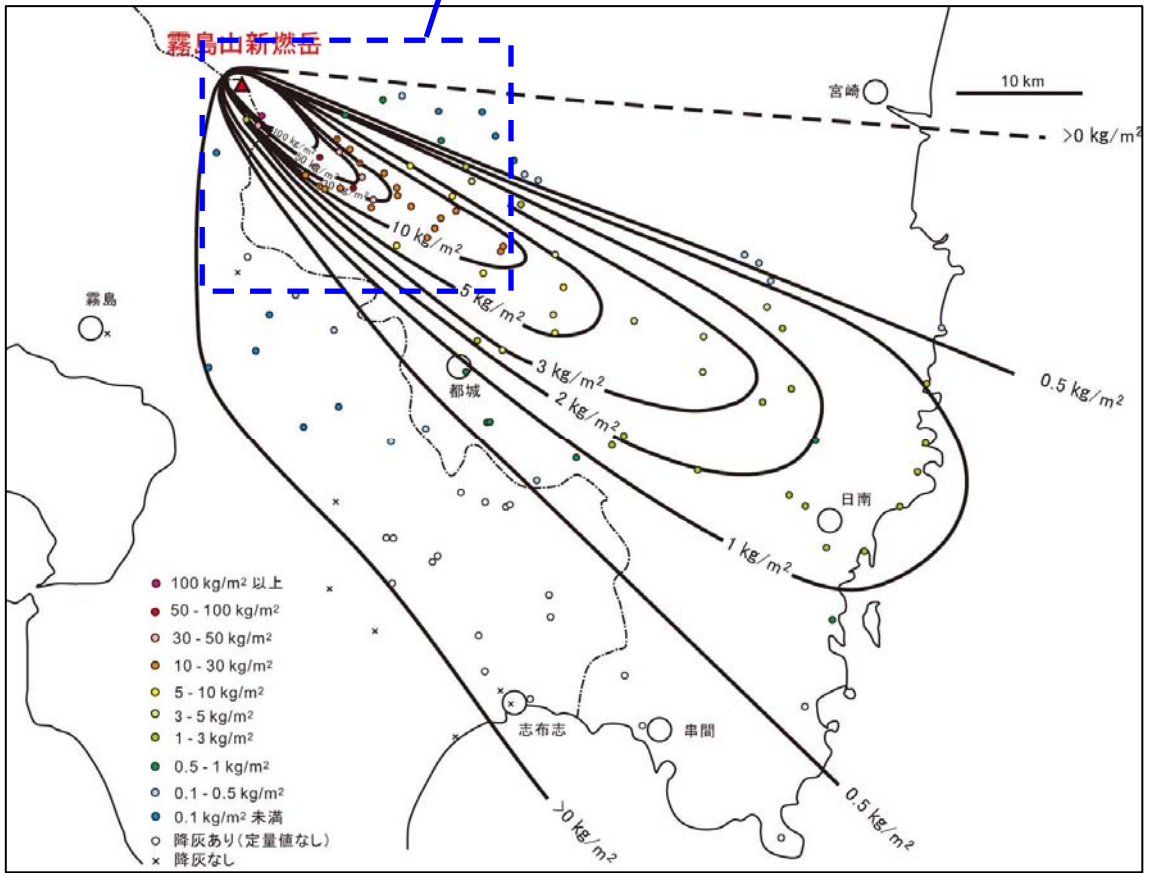 霧島山新燃岳
宮崎
10 km
>0 kg/m²
100 kg/m²
50 kg/m²
30 kg/m²
10 kg/m²
5 kg/m²
霧島
3 kg/m²
都城
2 kg/m²
0.5 kg/m²
日南
1 kg/m²
100 kg/m² 以上
50 - 100 kg/m²
30 - 50 kg/m²
10 - 30 kg/m²
5 - 10 kg/m²
3 - 5 kg/m²
1 - 3 kg/m²
0.5 - 1 kg/m²
0.1 - 0.5 kg/m²
0.1 kg/m² 未満
降灰あり(定量値なし)
降灰なし
志布志
串間
>0 kg/m²
0.5 kg/m²